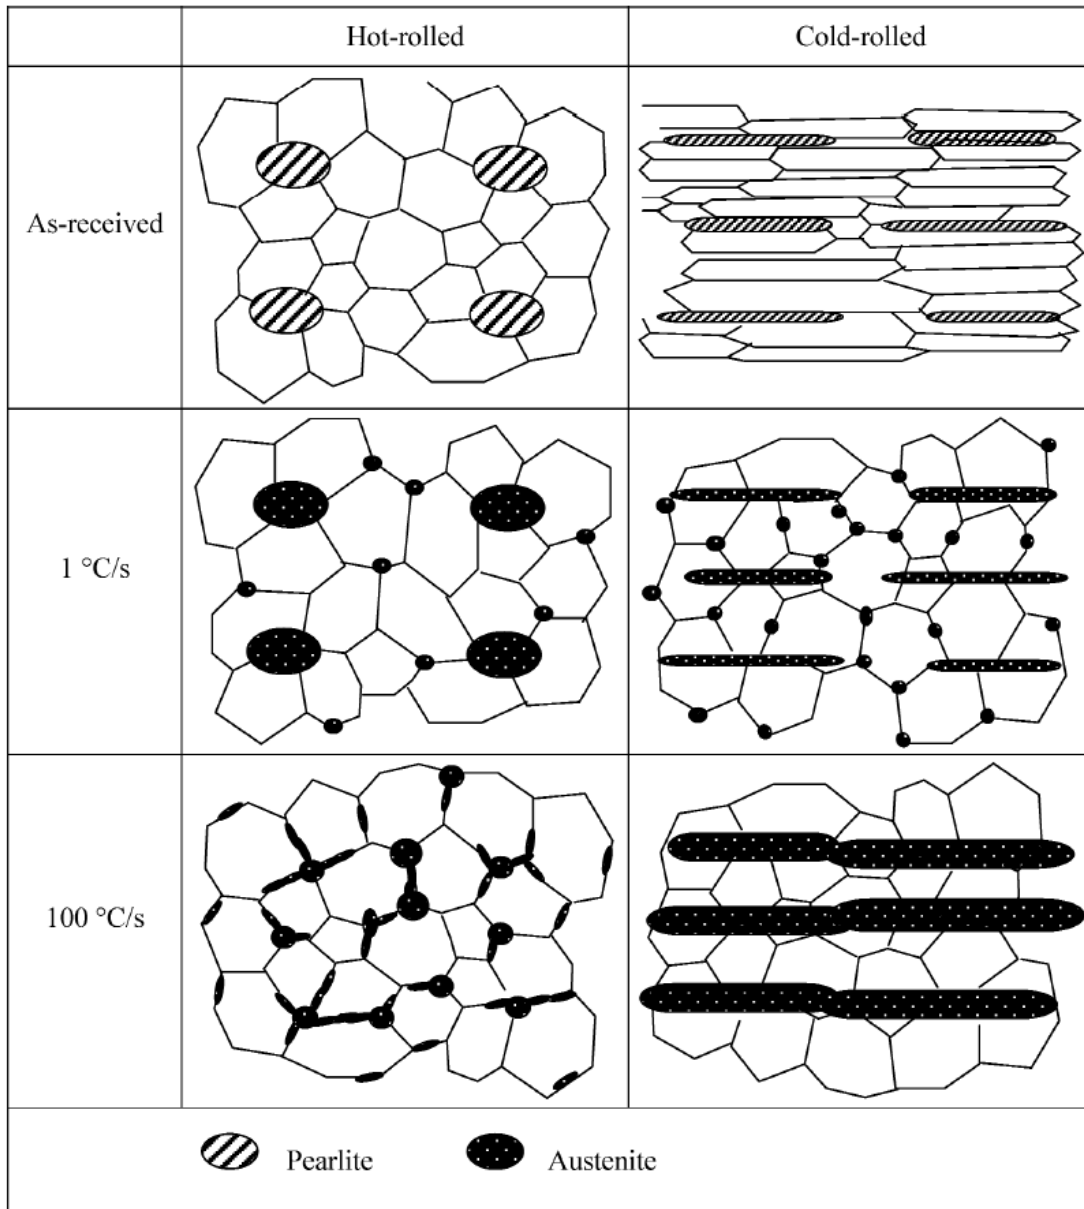 Hot-rolled
Cold-rolled
As-received
1 °C/s
100 °C/s
Pearlite
Austenite